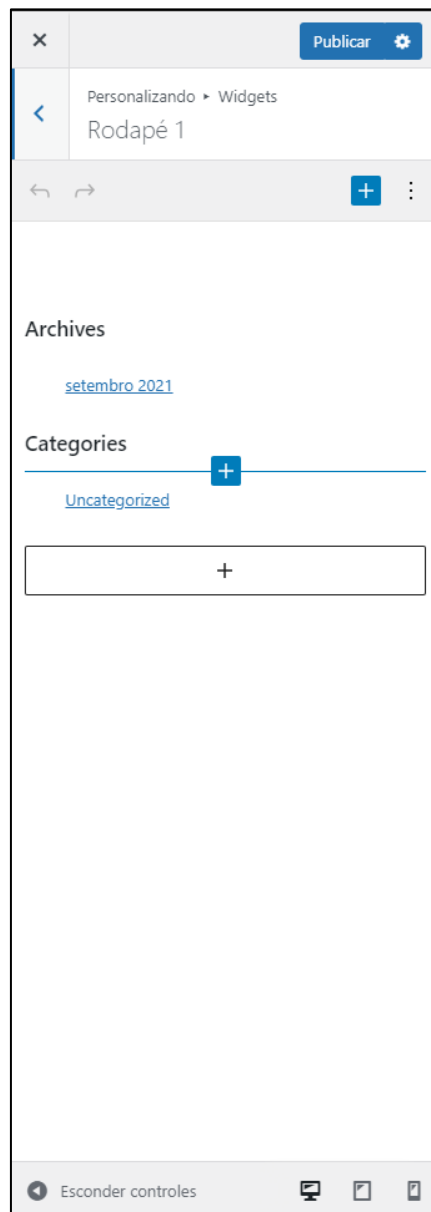 Publicar
Personalizando ▸ Widgets
Rodapé 1
Archives
setembro 2021
Categories
Uncategorized
Esconder controles